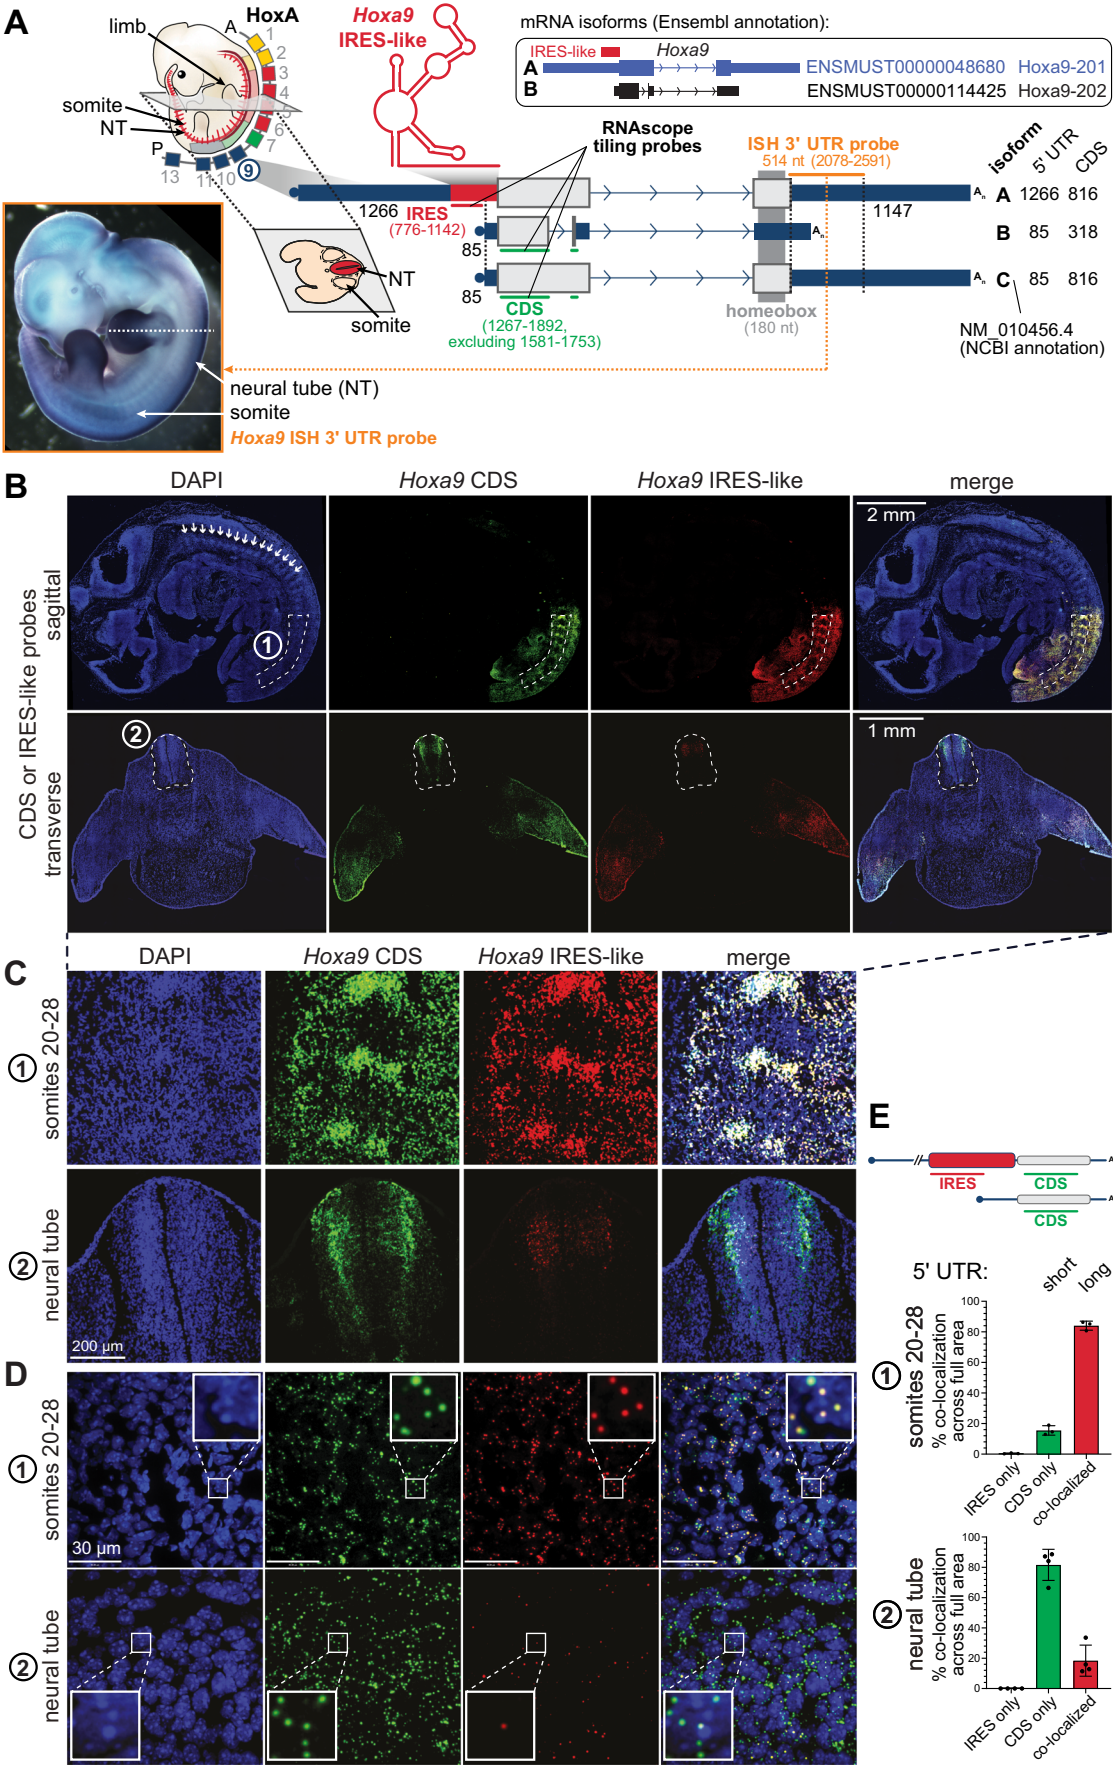 A
limb
HoxA
A
1
2
3
4
5
6
7
9
10
11
13
P
somite
NT
Hoxa9
IRES-like
mRNA isoforms (Ensembl annotation):
IRES-like
Hoxa9
A
ENSMUST00000048680 Hoxa9-201
B
ENSMUST00000114425 Hoxa9-202
RNAscope
tiling probes
ISH 3' UTR probe
514 nt (2078-2591)
isoform
5' UTR
CDS
1266
IRES
(776-1142)
1147
An
A 1266 816
85
An
B 85 318
85
An
C 85 816
CDS
(1267-1892,
excluding 1581-1753)
homeobox
(180 nt)
NM_010456.4
(NCBI annotation)
NT
somite
neural tube (NT)
somite
Hoxa9 ISH 3' UTR probe
B
DAPI
Hoxa9 CDS
Hoxa9 IRES-like
merge
CDS or IRES-like probes
sagittal
1
2 mm
transverse
2
1 mm
C
DAPI
Hoxa9 CDS
Hoxa9 IRES-like
merge
1
somites 20-28
2
neural tube
200 µm
D
1
somites 20-28
30 µm
2
neural tube
E
IRES
CDS
A
CDS
A
5' UTR:
short
long
1
somites 20-28
% co-localization
across full area
100
80
60
40
20
0
IRES only
CDS only
co-localized
2
neural tube
% co-localization
across full area
100
80
60
40
20
0
IRES only
CDS only
co-localized